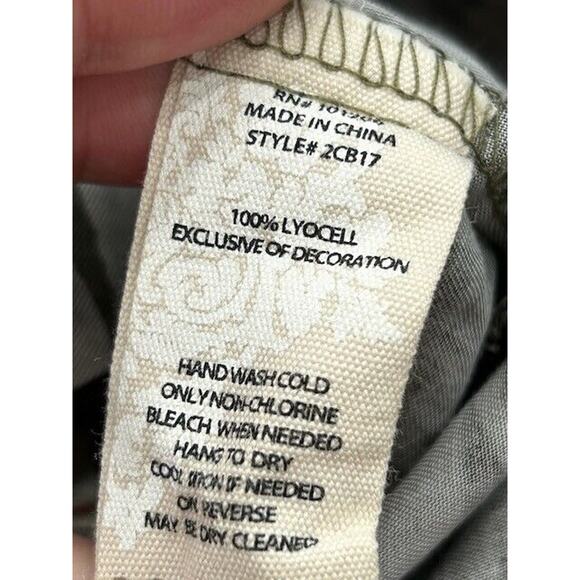 RN#
MADE IN CHINA
STYLE# 2CB17
100% LYOCELL
EXCLUSIVE OF DECORATION
HAND WASH COLD
ONLY NON-CHLORINE
BLEACH WHEN NEEDED
HANG TO DRY
COOL IRON IF NEEDED
ON REVERSE
MAY BE DRY CLEANED